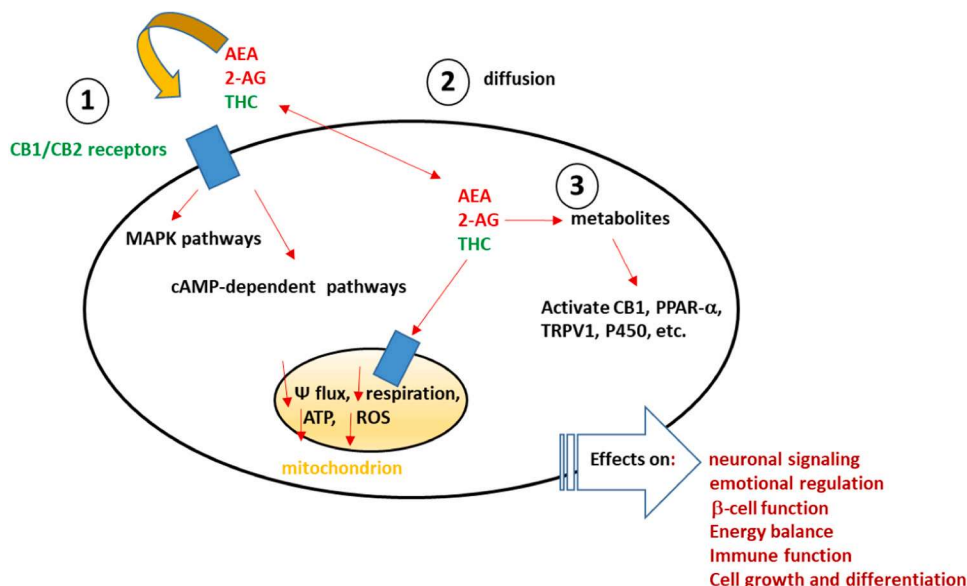 AEA
2-AG
THC
1
CB1/CB2 receptors
2
diffusion
AEA
2-AG
THC
3
metabolites
MAPK pathways
cAMP-dependent pathways
Activate CB1, PPAR-α,
TRPV1, P450, etc.
Ψ flux, respiration,
ATP, ROS
mitochondrion
Effects on:
neuronal signaling
emotional regulation
β-cell function
Energy balance
Immune function
Cell growth and differentiation